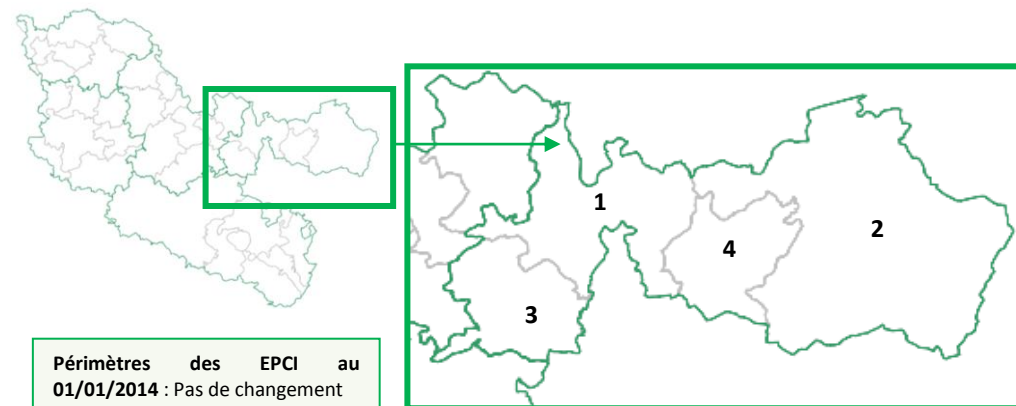 1
2
4
3
Périmètres des EPCI au
01/01/2014 : Pas de changement